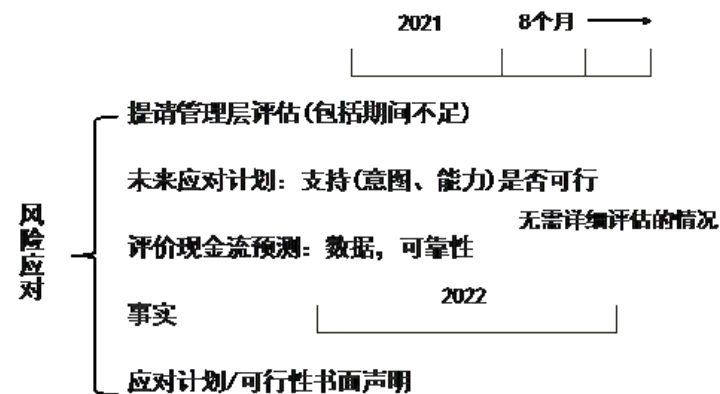 2021 8个月
提请管理层评估(包括期间不足)
未来应对计划：支持(意图、能力)是否可行
无需详细评估的情况
风险应对
评价现金流预测：数据，可靠性
2022
事实
应对计划/可行性书面声明